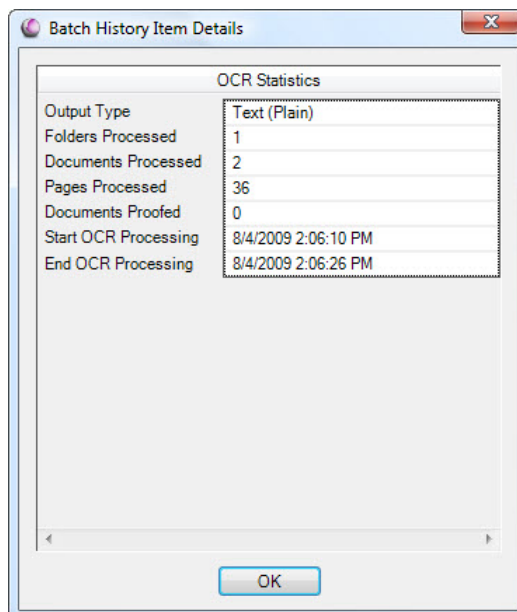 Batch History Item Details
OCR Statistics
Output Type Text (Plain)
Folders Processed 1
Documents Processed 2
Pages Processed 36
Documents Proofed 0
Start OCR Processing 8/4/2009 2:06:10 PM
End OCR Processing 8/4/2009 2:06:26 PM
OK